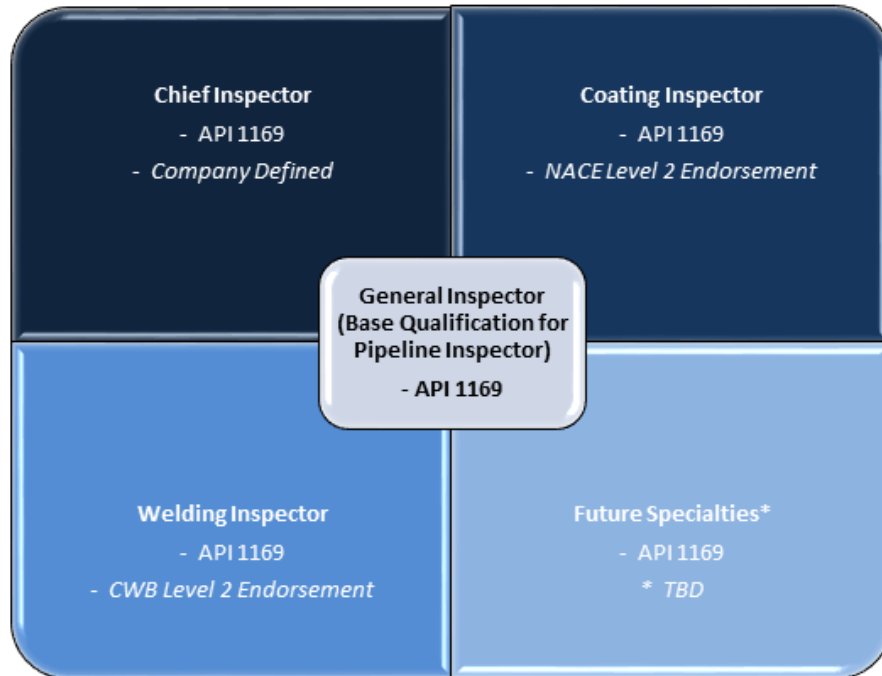 Chief Inspector
- API 1169
- Company Defined
Coating Inspector
- API 1169
- NACE Level 2 Endorsement
General Inspector
(Base Qualification for
Pipeline Inspector)
- API 1169
Welding Inspector
- API 1169
- CWB Level 2 Endorsement
Future Specialties*
- API 1169
* TBD